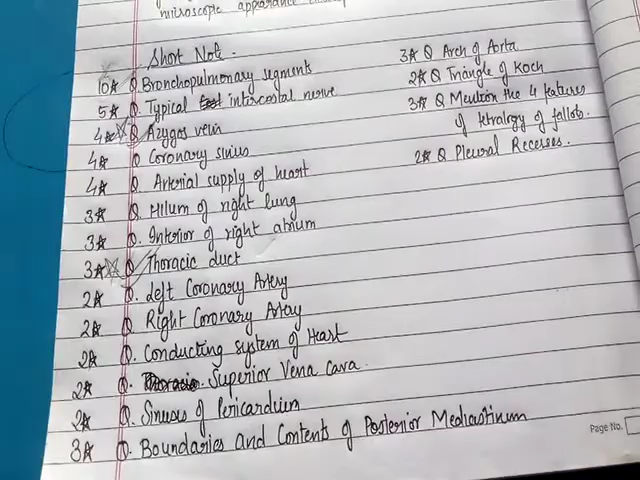 microscopic appearance
Short Note.
10☆ Q Bronchopulmonary segments
5☆ Q. Typical intercostal nerve
4☆ Q Azygos vein
4☆ Q Coronary sinus
4☆ Q. Arterial supply of heart
3☆ Q. Hilum of right lung
3☆ Q. Interior of right atrium
3☆ Q Thoracic duct
2☆ Q. Left Coronary Artery
2☆ Q. Right Coronary Artay
2☆ Q. Conducting system of Heart
2☆ Q. Superior Vena cava.
2☆ Q. Sinuses of Pericardium
3☆ Q. Boundaries and Contents of Posterior Mediastinum
3☆ Q Arch of Aorta
2☆ Q Triangle of Koch
3☆ Q Mention the 4 features
of tetralogy of fallots.
2☆ Q Pleural Recesses.
Page No.